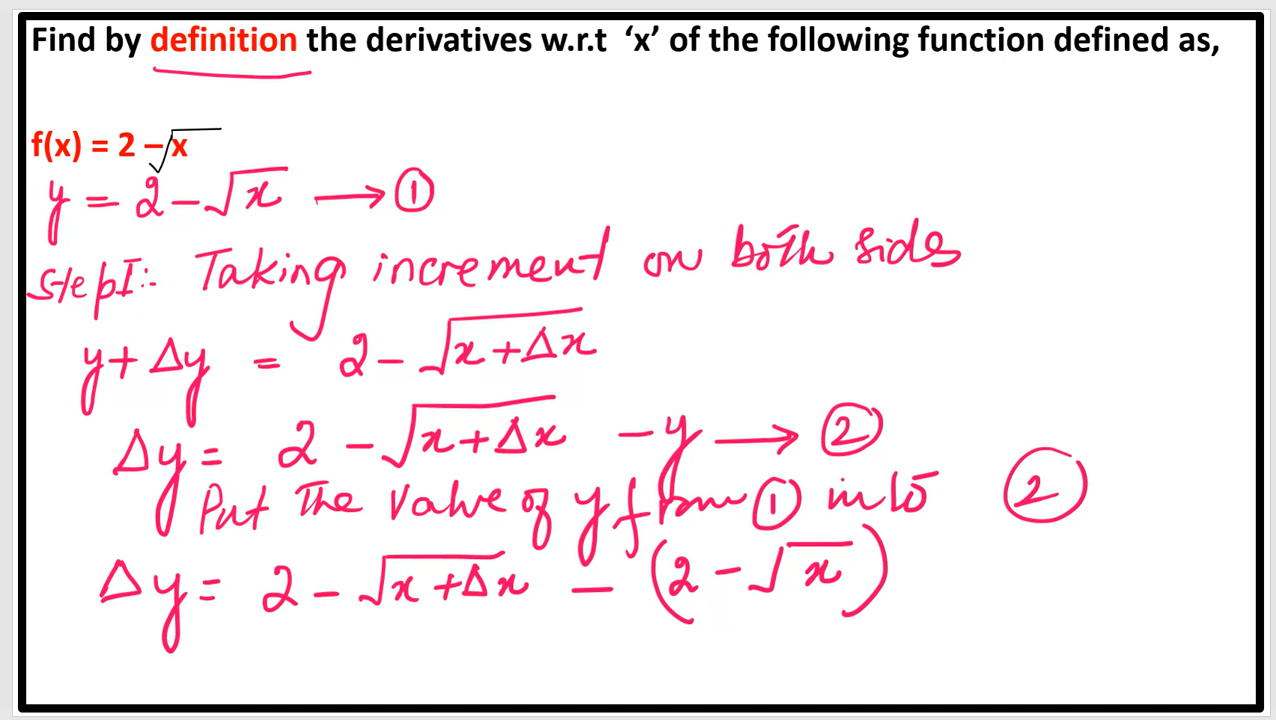 Find by definition the derivatives w.r.t ‘x’ of the following function defined as,
f(x) = 2 – √x
y = 2 - √x → ①
Step I:- Taking increment on both sides
y + Δy = 2 - √(x + Δx)
Δy = 2 - √(x + Δx) - y → ②
Put the value of y from ① into ②
Δy = 2 - √(x + Δx) - (2 - √x)